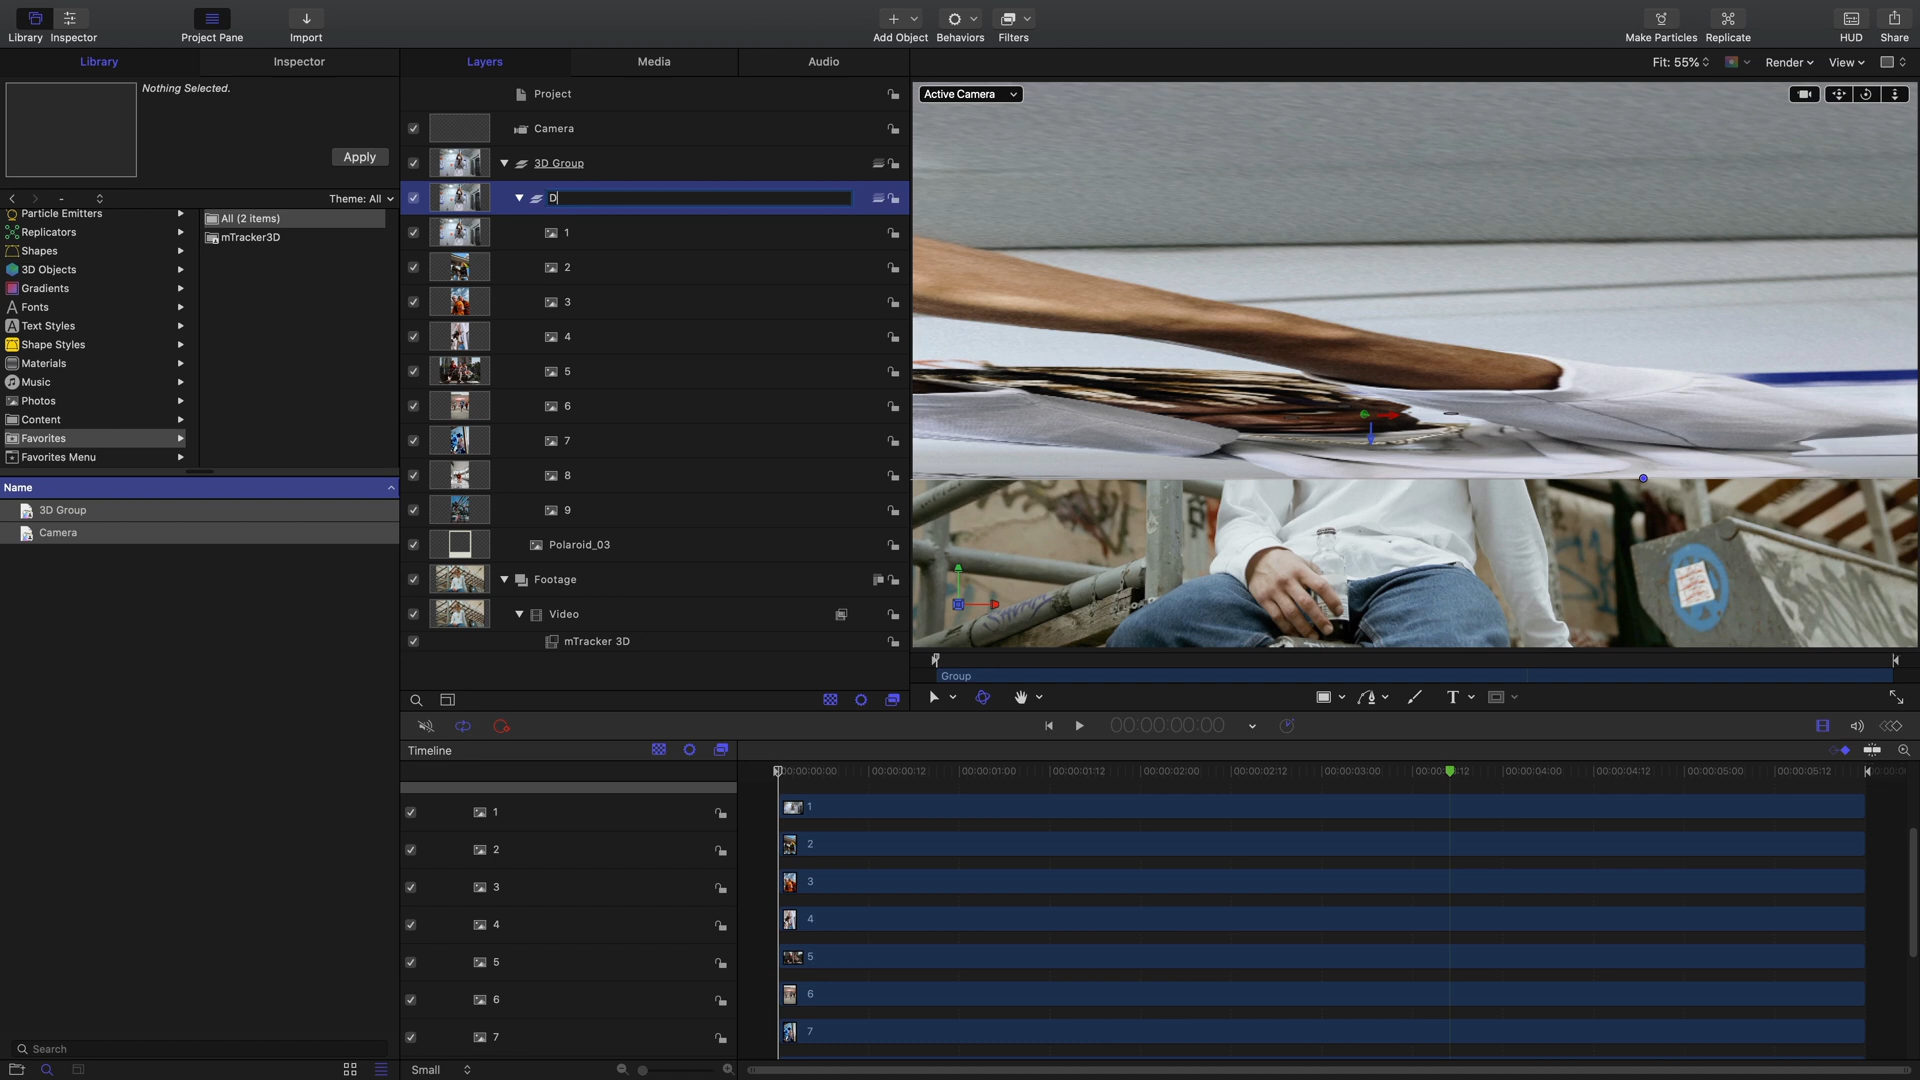 Library
Inspector
Project Pane
Import
Add Object
Behaviors
Filters
Make Particles
Replicate
HUD
Share
Library
Inspector
Layers
Media
Audio
Fit: 55%
Render
View
Nothing Selected.
Apply
-
Theme: All
Particle Emitters
Replicators
Shapes
3D Objects
Gradients
Fonts
Text Styles
Shape Styles
Materials
Music
Photos
Content
Favorites
Favorites Menu
All (2 items)
mTracker3D
Name
3D Group
Camera
Search
Project
Camera
3D Group
D
1
2
3
4
5
6
7
8
9
Polaroid_03
Footage
Video
mTracker 3D
Active Camera
Group
00:00:00:00
Timeline
00:00:00:00
00:00:00:12
00:00:01:00
00:00:01:12
00:00:02:00
00:00:02:12
00:00:03:00
00:00:04:00
00:00:04:12
00:00:05:00
00:00:05:12
1
2
3
4
5
6
7
1
2
3
4
5
6
7
Small